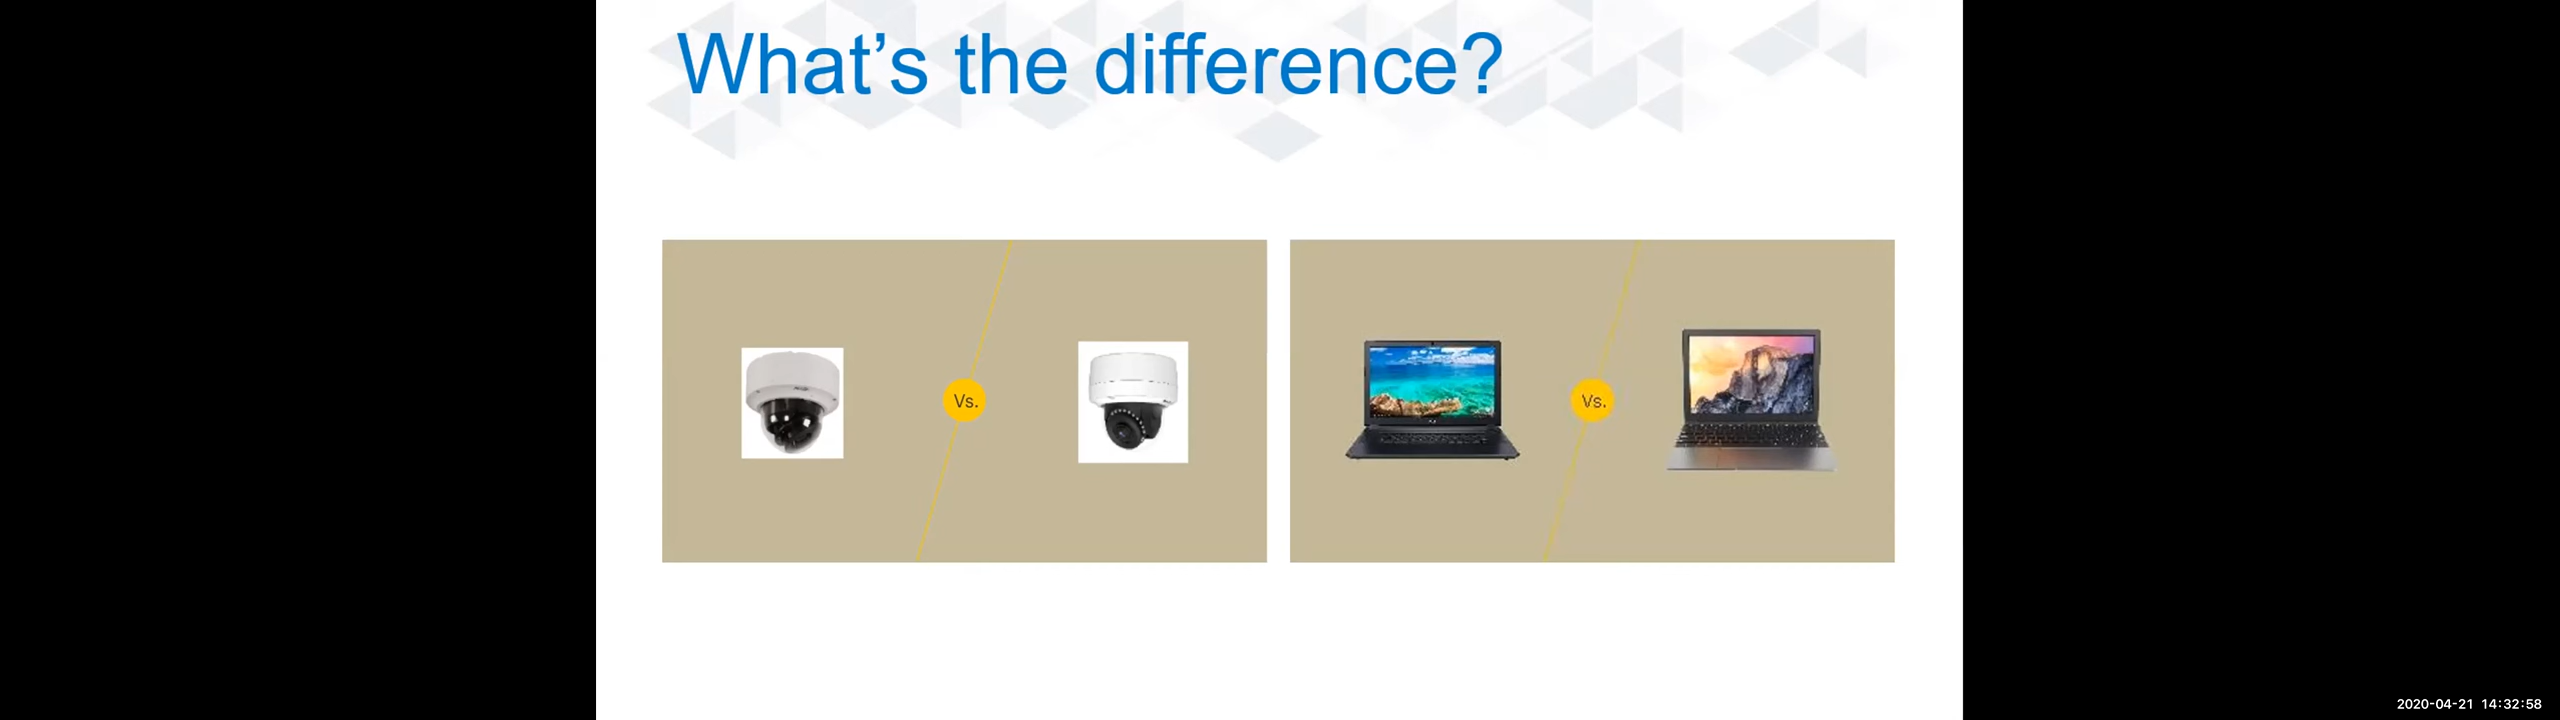 What’s the difference?
Vs.
Vs.
2020-04-21 14:32:58